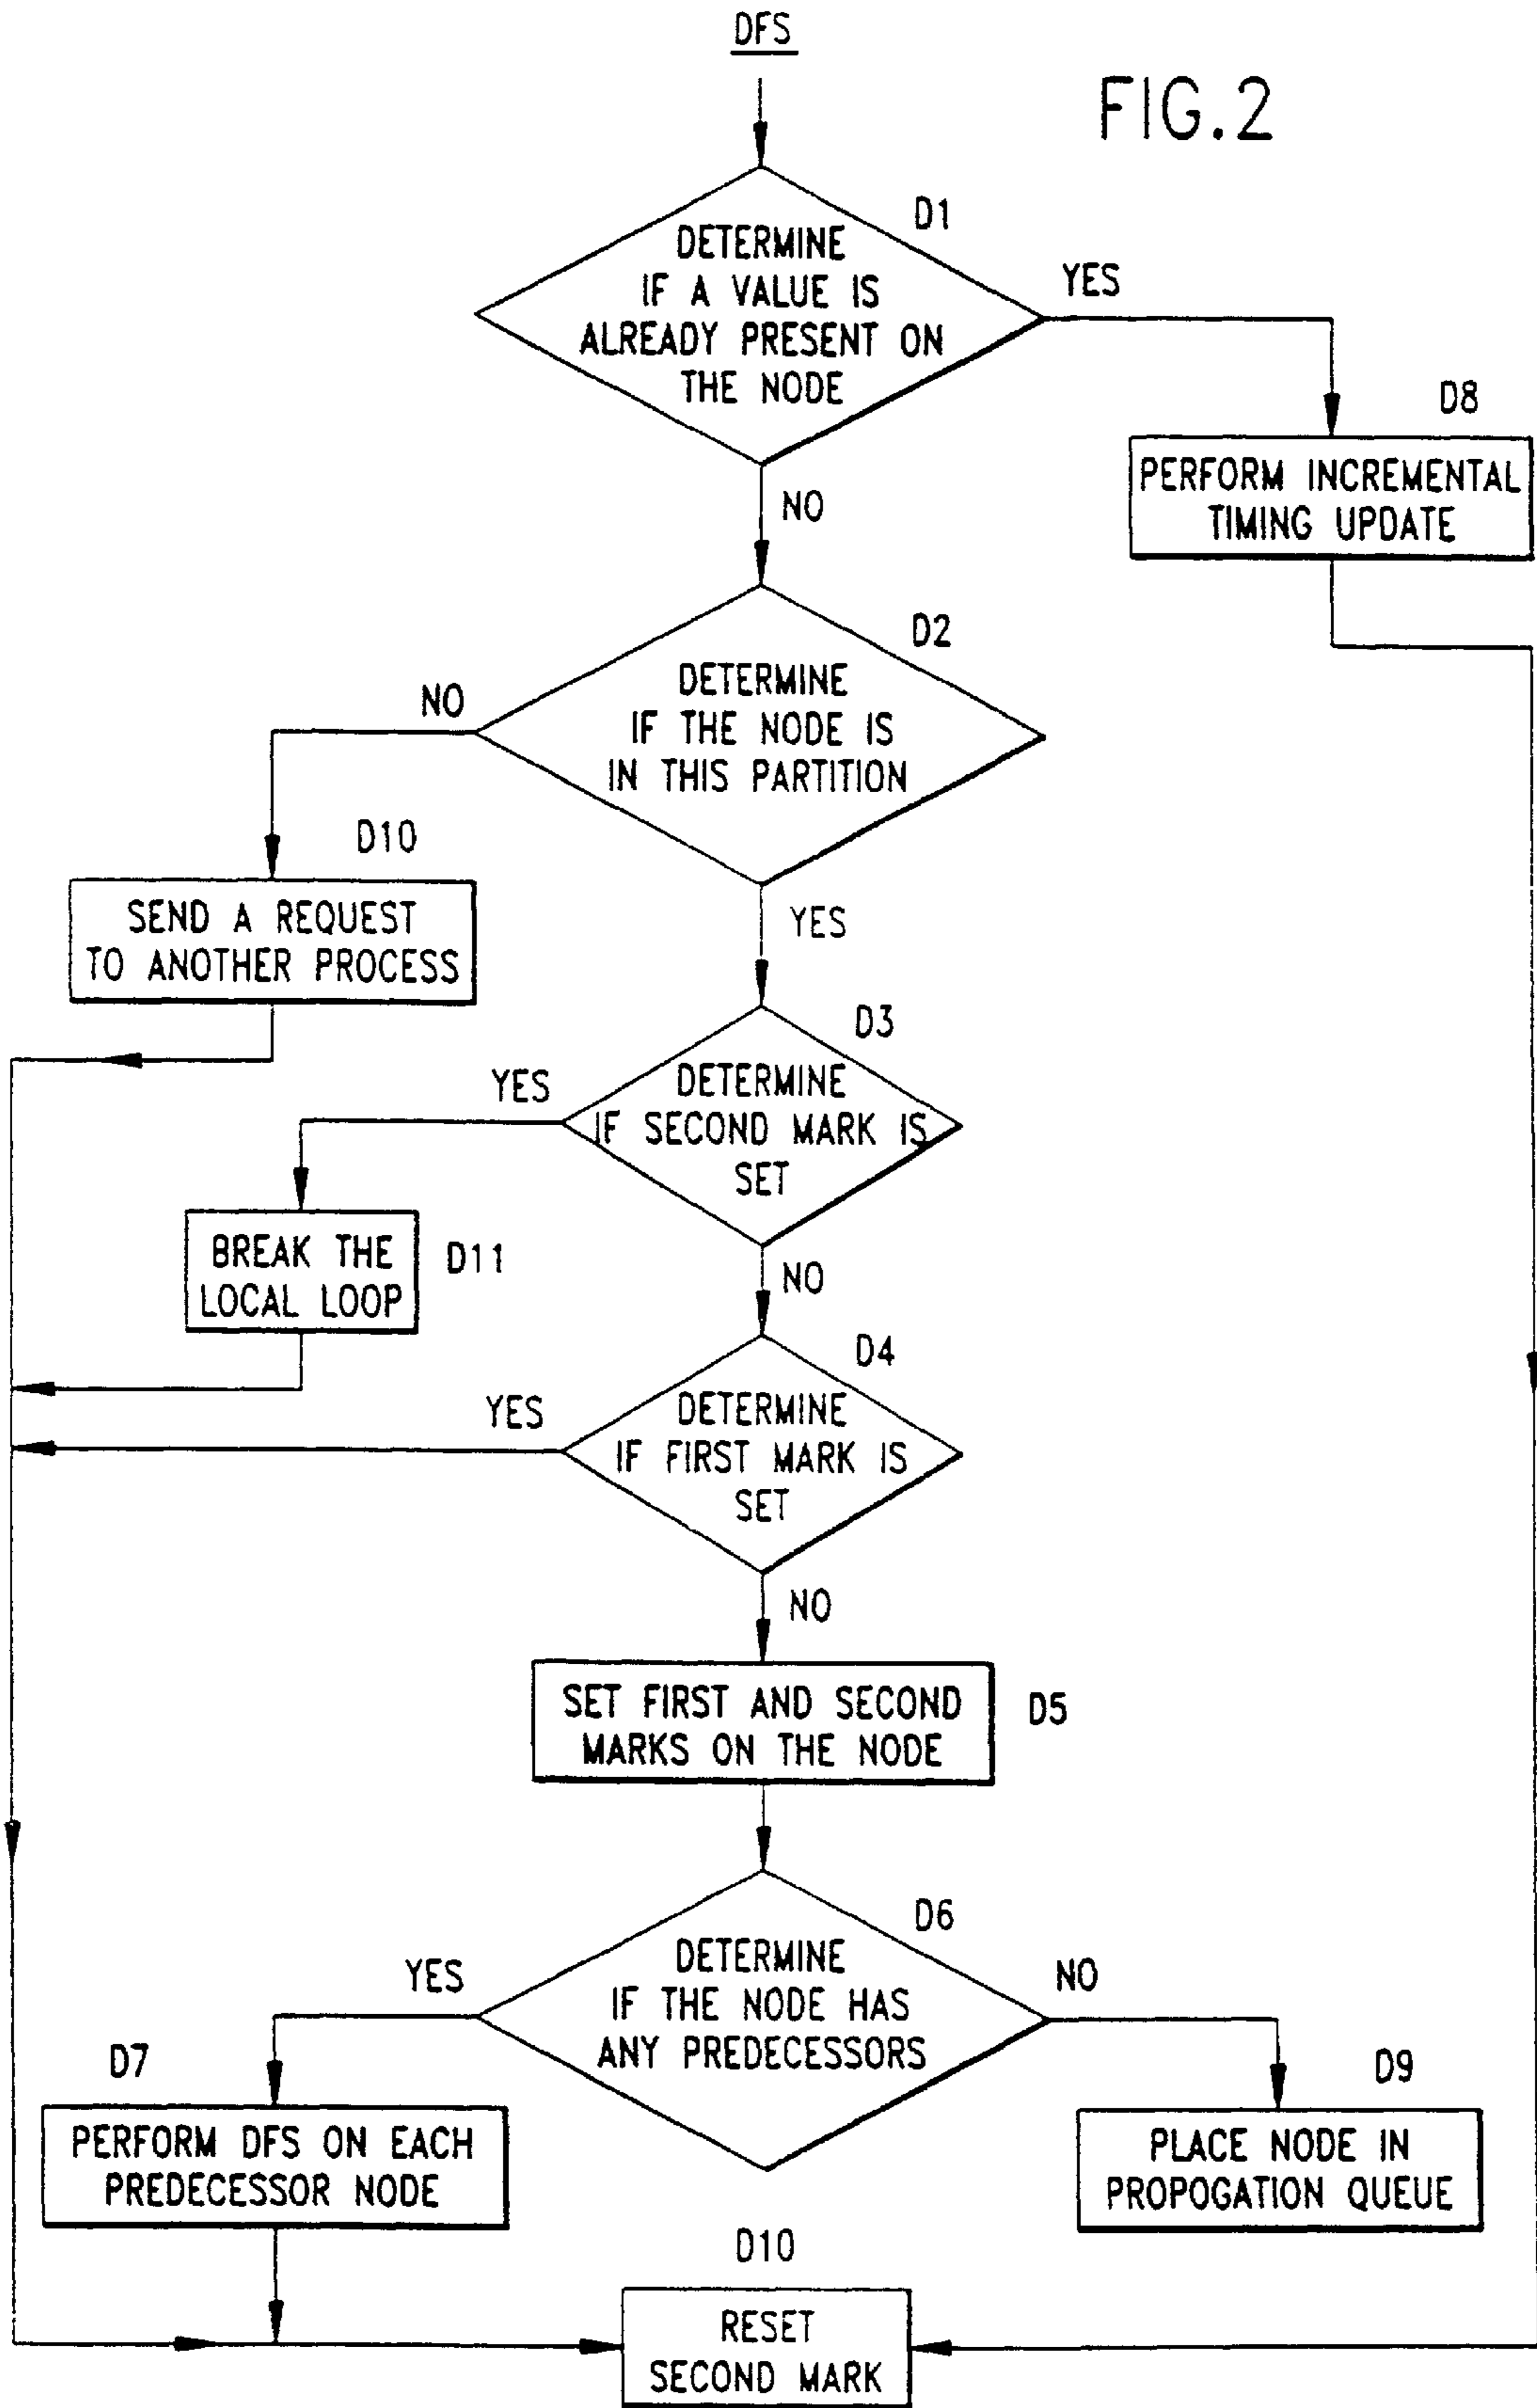 DFS
FIG.2
D1
DETERMINE
IF A VALUE IS
ALREADY PRESENT ON
THE NODE
YES
D8
PERFORM INCREMENTAL
TIMING UPDATE
NO
D2
DETERMINE
IF THE NODE IS
IN THIS PARTITION
NO
D10
SEND A REQUEST
TO ANOTHER PROCESS
YES
D3
DETERMINE
IF SECOND MARK IS
SET
YES
BREAK THE
LOCAL LOOP
D11
NO
D4
DETERMINE
IF FIRST MARK IS
SET
YES
NO
SET FIRST AND SECOND
MARKS ON THE NODE
D5
D6
DETERMINE
IF THE NODE HAS
ANY PREDECESSORS
YES
NO
D7
PERFORM DFS ON EACH
PREDECESSOR NODE
D9
PLACE NODE IN
PROPOGATION QUEUE
D10
RESET
SECOND MARK